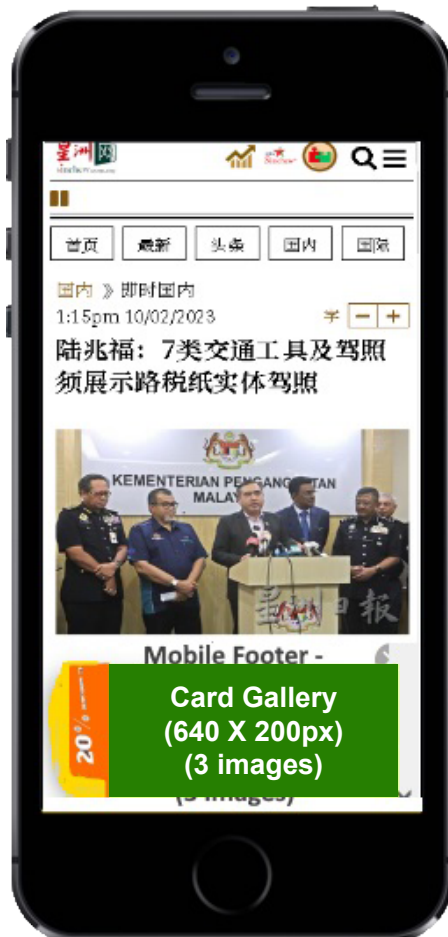 星洲网
首页 最新 头条 国内 国际
国内 》即时国内
1:15pm 10/02/2023
字 − +
陆兆福：7类交通工具及驾照
须展示路税纸实体驾照
KEMENTERIAN PENGANGKUTAN
MALAY
星洲日報
Mobile Footer -
20%
Card Gallery
(640 X 200px)
(3 images)
(3 images)